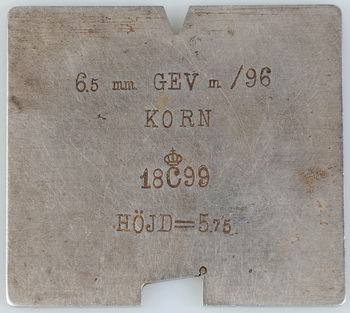 6.5 mm GEV m/96
KORN
18C99
HÖJD=5.75